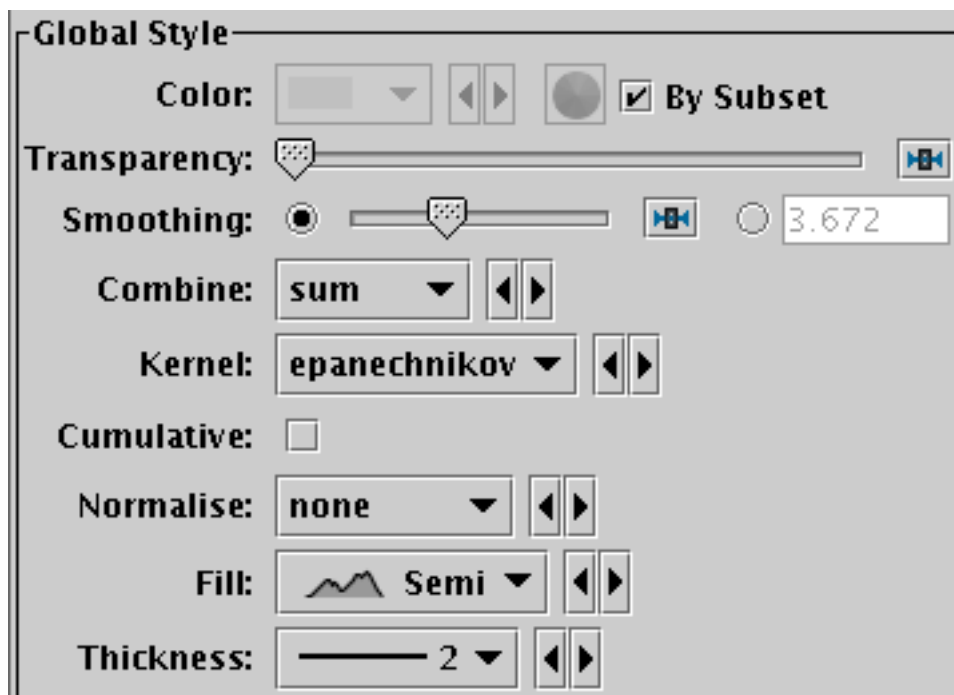 Global Style
Color: By Subset
Transparency:
Smoothing: 3.672
Combine: sum
Kernel: epanechnikov
Cumulative:
Normalise: none
Fill: Semi
Thickness: 2